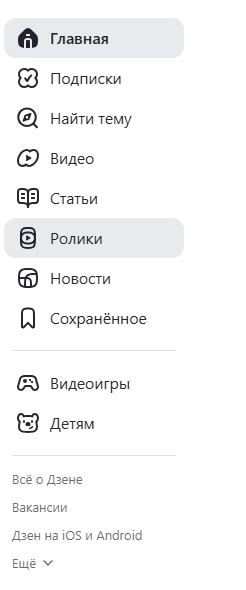 Главная
Подписки
Найти тему
Видео
Статьи
Ролики
Новости
Сохранённое
Видеоигры
Детям
Всё о Дзене
Вакансии
Дзен на iOS и Android
Ещё